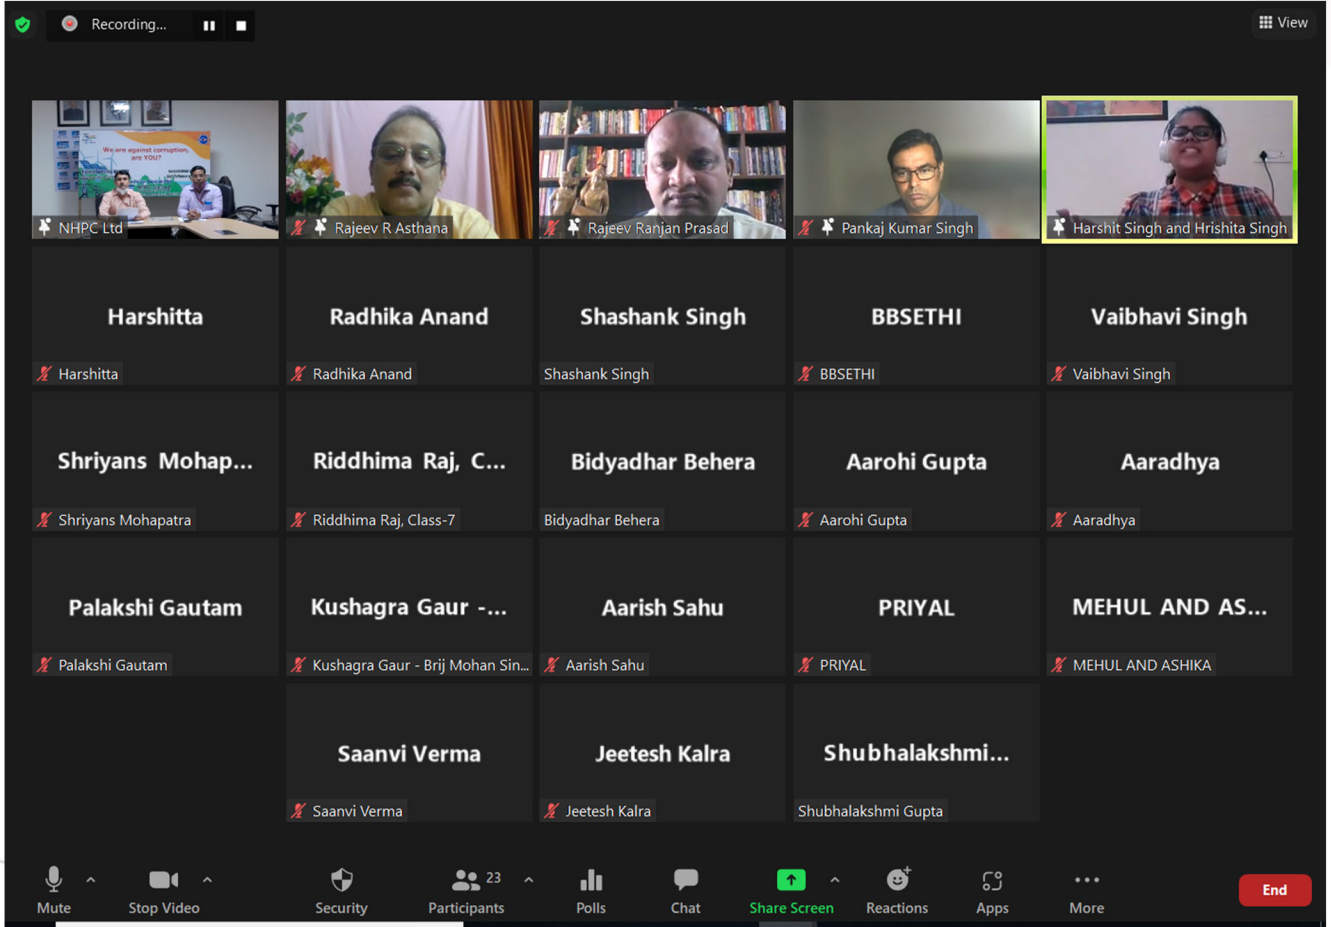 Recording...
View
We are against corruption,
are YOU?
NHPC Ltd
Rajeev R Asthana
Rajeev Ranjan Prasad
Pankaj Kumar Singh
Harshit Singh and Hrishita Singh
Harshitta
Radhika Anand
Shashank Singh
BBSETHI
Vaibhavi Singh
Harshitta
Radhika Anand
Shashank Singh
BBSETHI
Vaibhavi Singh
Shriyans Mohap...
Riddhima Raj, C...
Bidyadhar Behera
Aarohi Gupta
Aaradhya
Shriyans Mohapatra
Riddhima Raj, Class-7
Bidyadhar Behera
Aarohi Gupta
Aaradhya
Palakshi Gautam
Kushagra Gaur -...
Aarish Sahu
PRIYAL
MEHUL AND AS...
Palakshi Gautam
Kushagra Gaur - Brij Mohan Sin...
Aarish Sahu
PRIYAL
MEHUL AND ASHIKA
Saanvi Verma
Jeetesh Kalra
Shubhalakshmi...
Saanvi Verma
Jeetesh Kalra
Shubhalakshmi Gupta
23
Mute
Stop Video
Security
Participants
Polls
Chat
Share Screen
Reactions
Apps
More
End